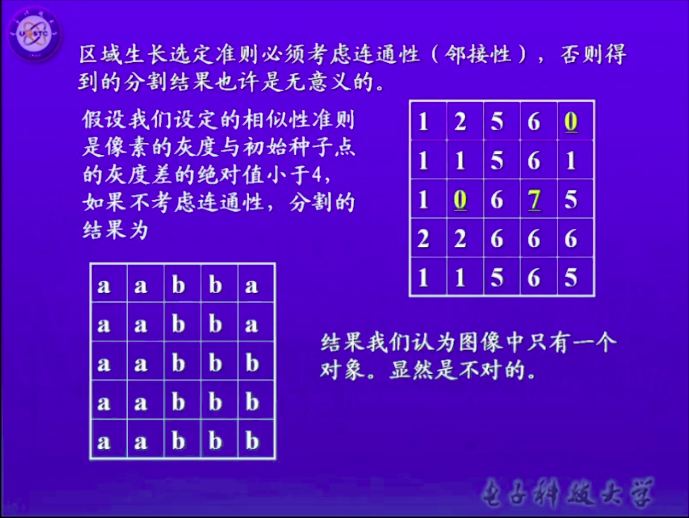 区域生长选定准则必须考虑连通性（邻接性），否则得
到的分割结果也许是无意义的。
假设我们设定的相似性准则
是像素的灰度与初始种子点
的灰度差的绝对值小于4，
如果不考虑连通性，分割的
结果为
1 2 5 6 0
1 1 5 6 1
1 0 6 7 5
2 2 6 6 6
1 1 5 6 5
a a b b a
a a b b a
a a b b b
a a b b b
a a b b b
结果我们认为图像中只有一个
对象。显然是不对的。
电子科技大学